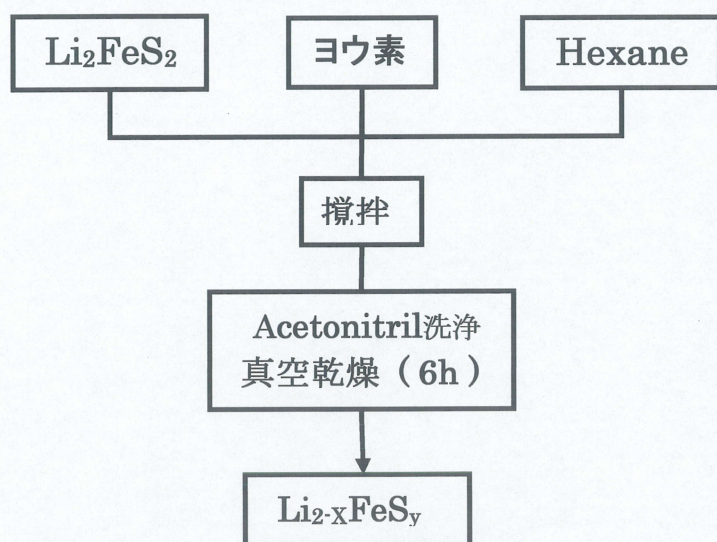 Li₂FeS₂
ヨウ素
Hexane
撹拌
Acetonitril洗浄
真空乾燥（6h）
Li₂₋ₓFeSᵧ